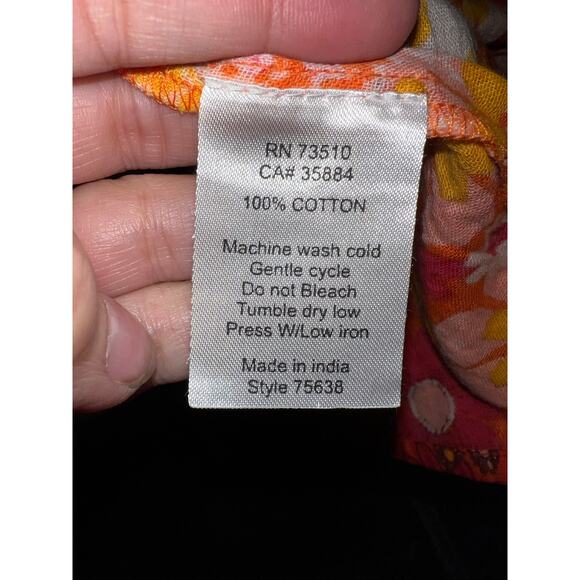 RN 73510
CA# 35884
100% COTTON
Machine wash cold
Gentle cycle
Do not Bleach
Tumble dry low
Press W/Low iron
Made in india
Style 75638